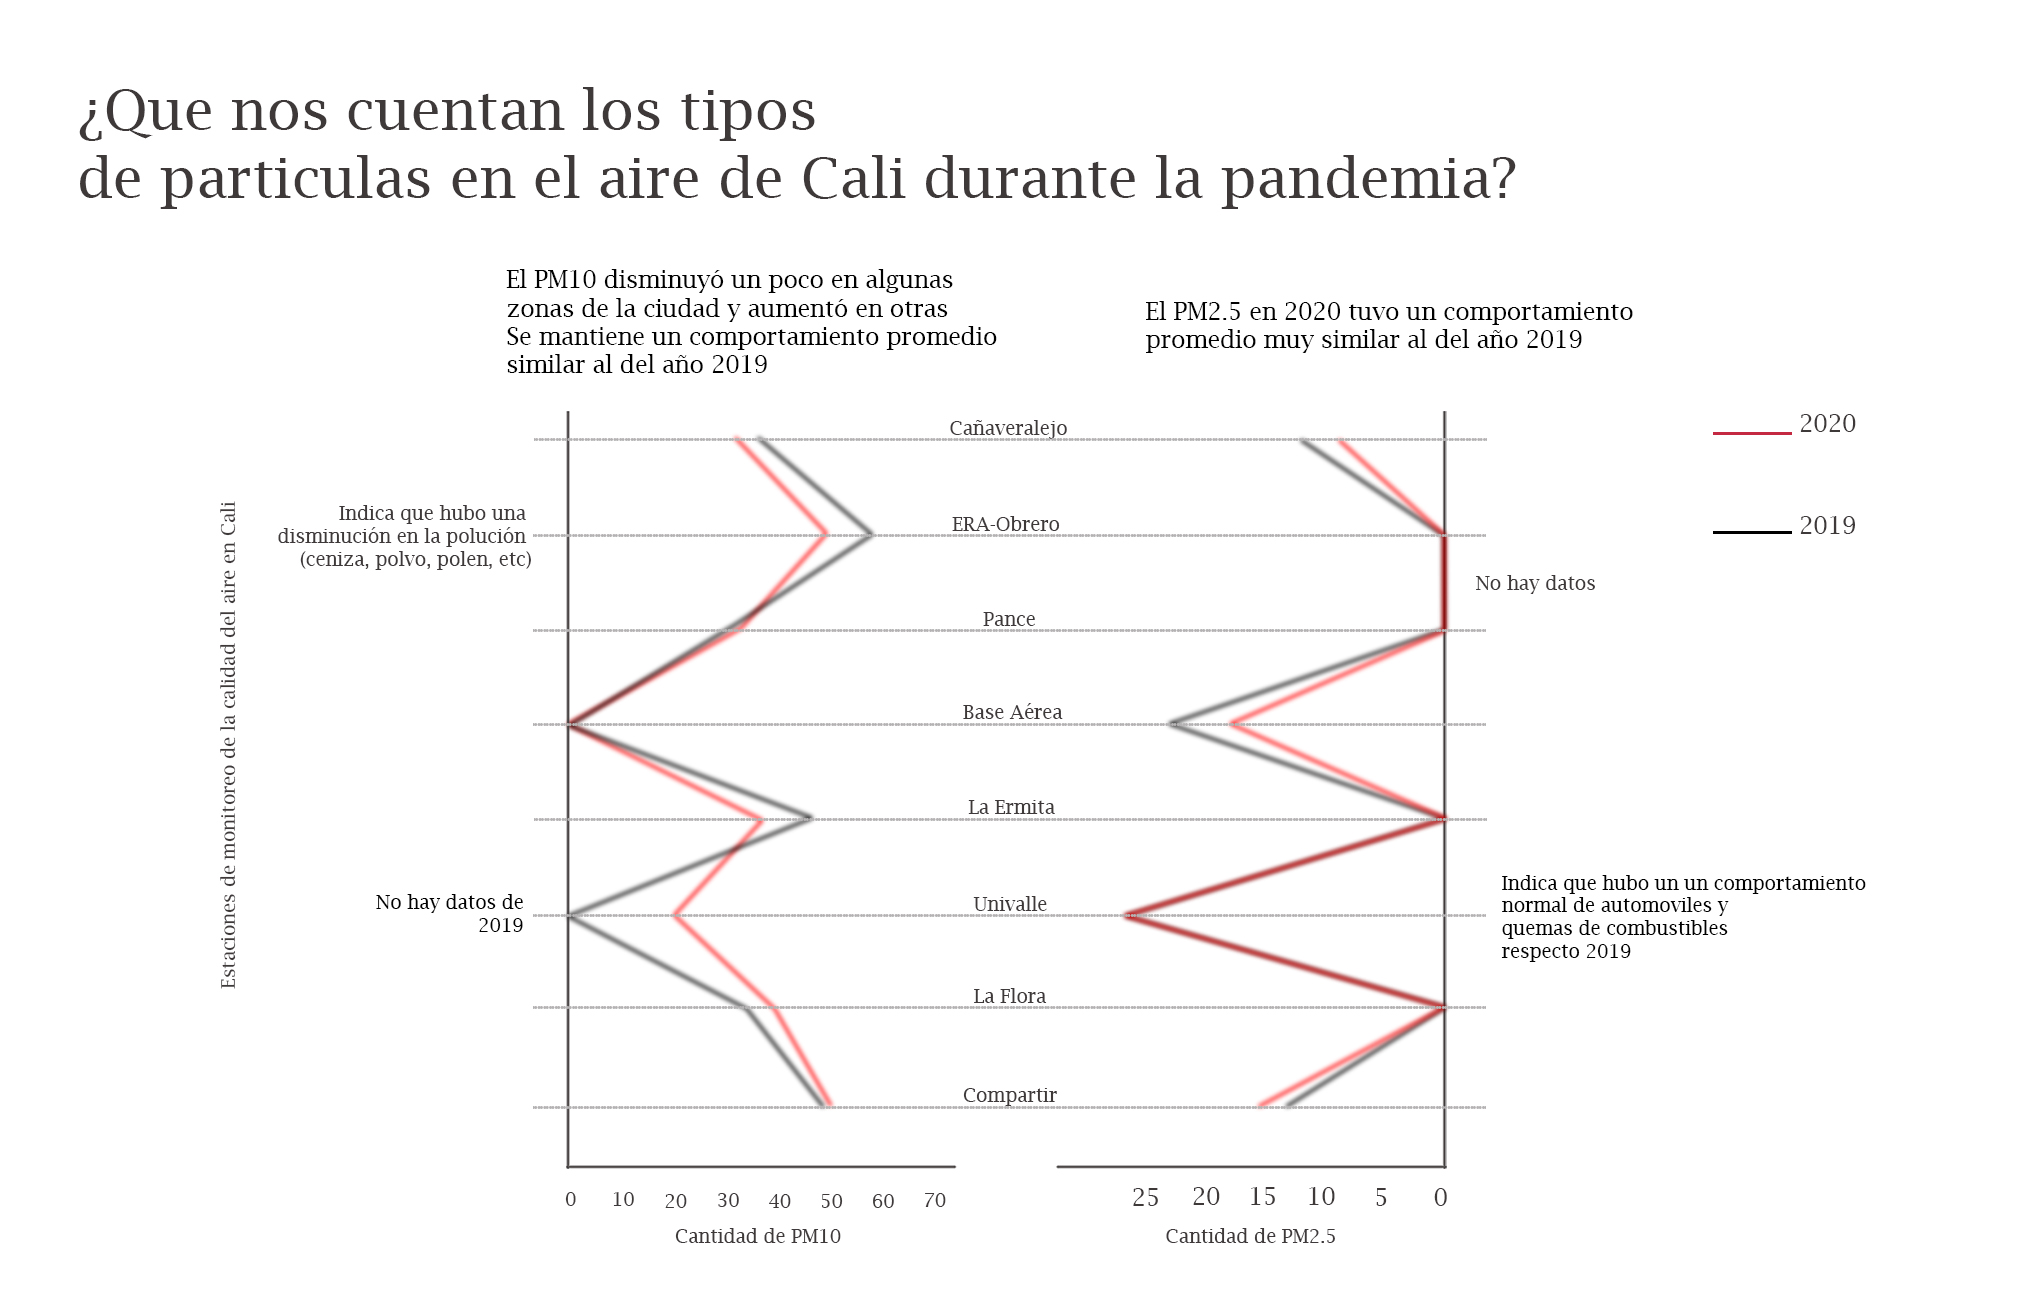 ¿Que nos cuentan los tipos
de particulas en el aire de Cali durante la pandemia?
El PM10 disminuyó un poco en algunas
zonas de la ciudad y aumentó en otras
Se mantiene un comportamiento promedio
similar al del año 2019
El PM2.5 en 2020 tuvo un comportamiento
promedio muy similar al del año 2019
2020
2019
Estaciones de monitoreo de la calidad del aire en Cali
Indica que hubo una
disminución en la polución
(ceniza, polvo, polen, etc)
No hay datos de
2019
Cañaveralejo
ERA-Obrero
Pance
Base Aérea
La Ermita
Univalle
La Flora
Compartir
No hay datos
Indica que hubo un un comportamiento
normal de automoviles y
quemas de combustibles
respecto 2019
0 10 20 30 40 50 60 70
Cantidad de PM10
25 20 15 10 5 0
Cantidad de PM2.5